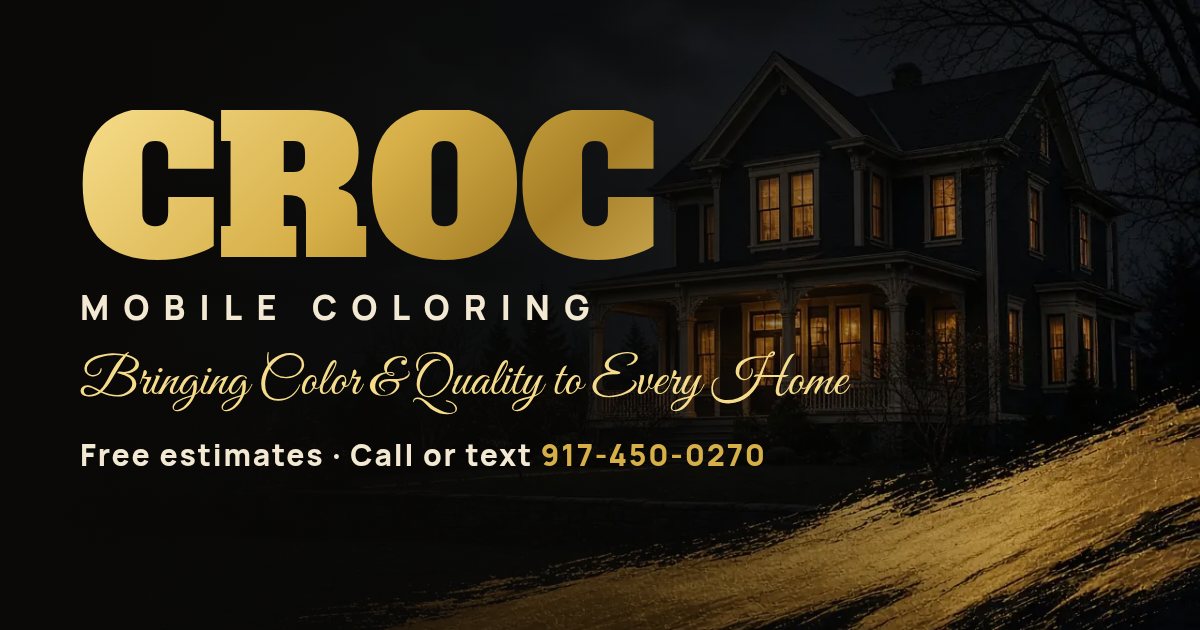 CROC
MOBILE COLORING
Bringing Color & Quality to Every Home
Free estimates · Call or text 917-450-0270